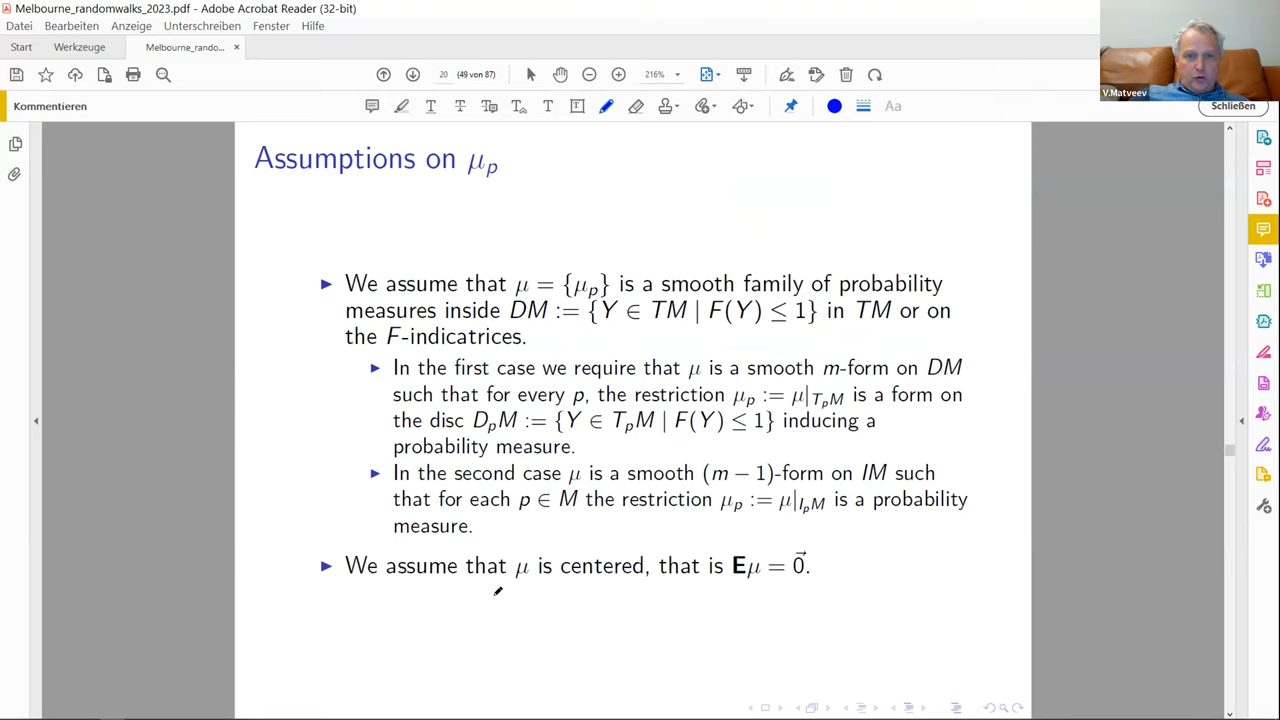 Melbourne_randomwalks_2023.pdf - Adobe Acrobat Reader (32-bit)
Datei Bearbeiten Anzeige Unterschreiben Fenster Hilfe
Start Werkzeuge Melbourne_rando... ×
20 (49 von 87) 216%
V.Matveev
Kommentieren Aa Schließen
Assumptions on μ_p
▶ We assume that μ = {μ_p} is a smooth family of probability
measures inside DM := {Y ∈ TM | F(Y) ≤ 1} in TM or on
the F-indicatrices.
▶ In the first case we require that μ is a smooth m-form on DM
such that for every p, the restriction μ_p := μ|_{T_pM} is a form on
the disc D_pM := {Y ∈ T_pM | F(Y) ≤ 1} inducing a
probability measure.
▶ In the second case μ is a smooth (m − 1)-form on IM such
that for each p ∈ M the restriction μ_p := μ|_{I_pM} is a probability
measure.
▶ We assume that μ is centered, that is Eμ = 0⃗.